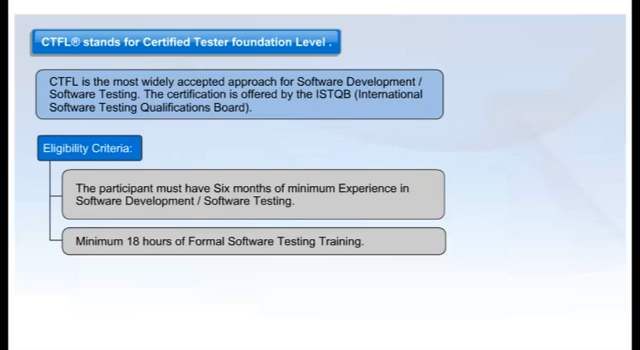 CTFL® stands for Certified Tester foundation Level .
CTFL is the most widely accepted approach for Software Development /
Software Testing. The certification is offered by the ISTQB (International
Software Testing Qualifications Board).
Eligibility Criteria:
The participant must have Six months of minimum Experience in
Software Development / Software Testing.
Minimum 18 hours of Formal Software Testing Training.